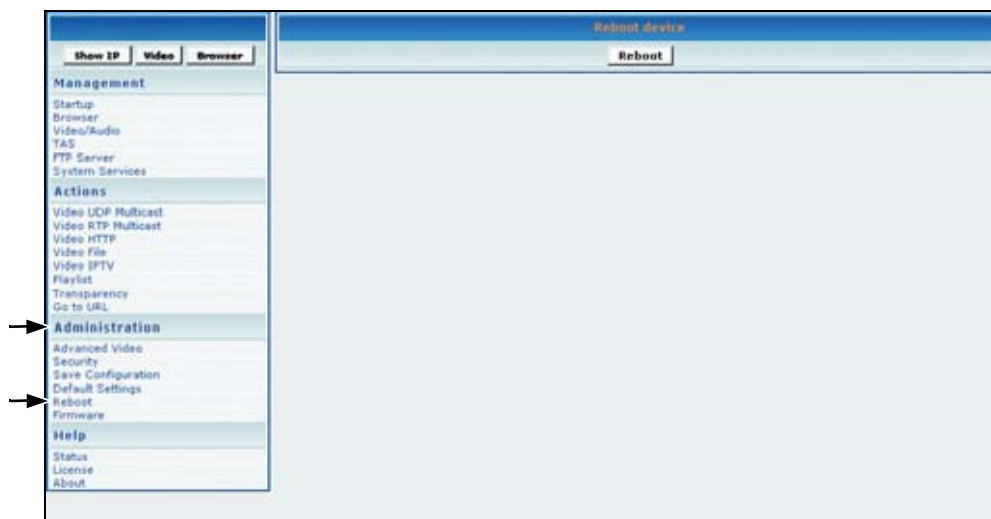 Reboot device
Show IP Video Browser
Reboot
Management
Startup
Browser
Video/Audio
TAS
FTP Server
System Services
Actions
Video UDP Multicast
Video RTP Multicast
Video HTTP
Video File
Video IPTV
Playlist
Transparency
Go to URL
Administration
Advanced Video
Security
Save Configuration
Default Settings
Reboot
Firmware
Help
Status
License
About